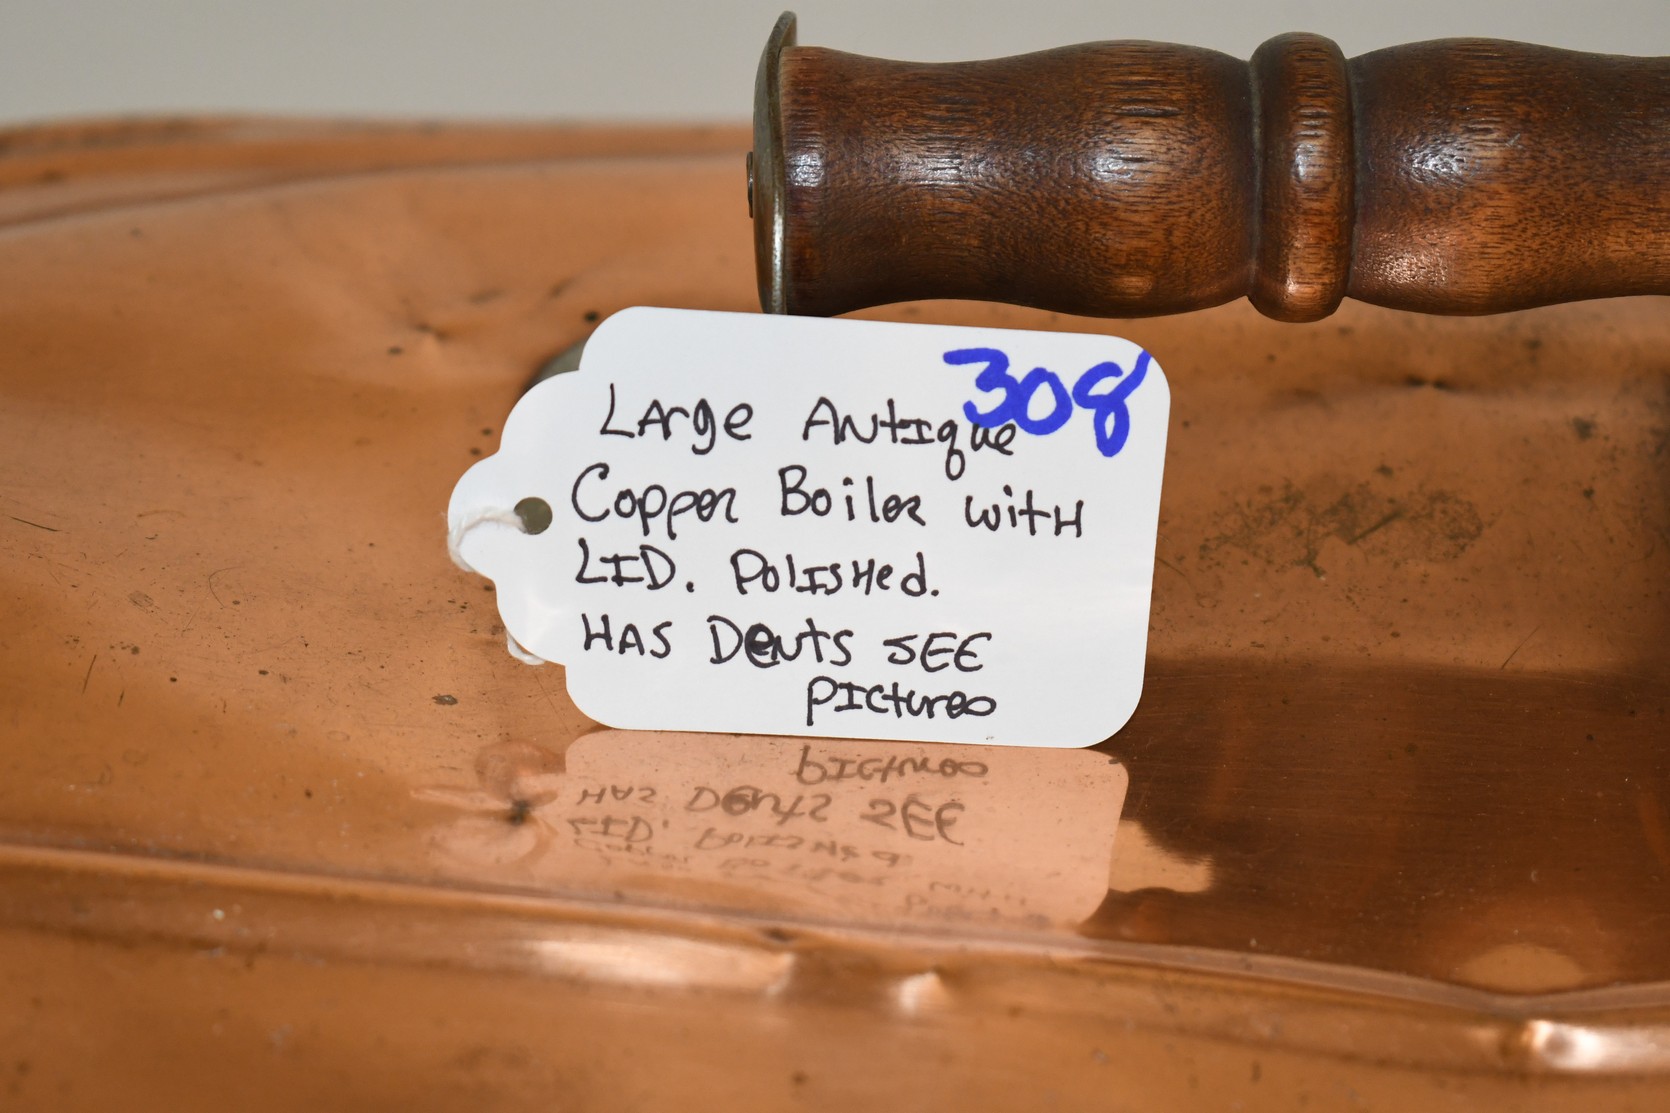 308
LArge Antique
Copper Boiler with
LID. Polished.
HAS Dents SEE
Pictures